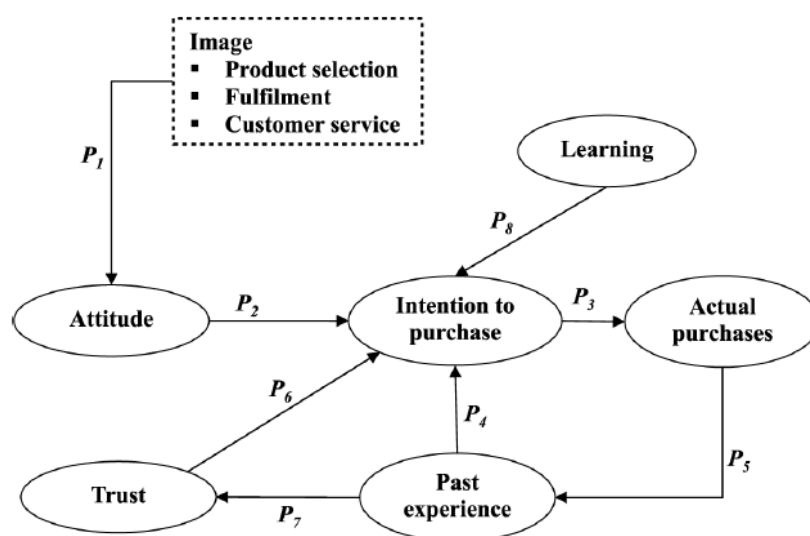 Image
▪ Product selection
▪ Fulfilment
▪ Customer service
P1
Learning
P8
Attitude
P2
Intention to
purchase
P3
Actual
purchases
P6
P4
P5
Trust
P7
Past
experience